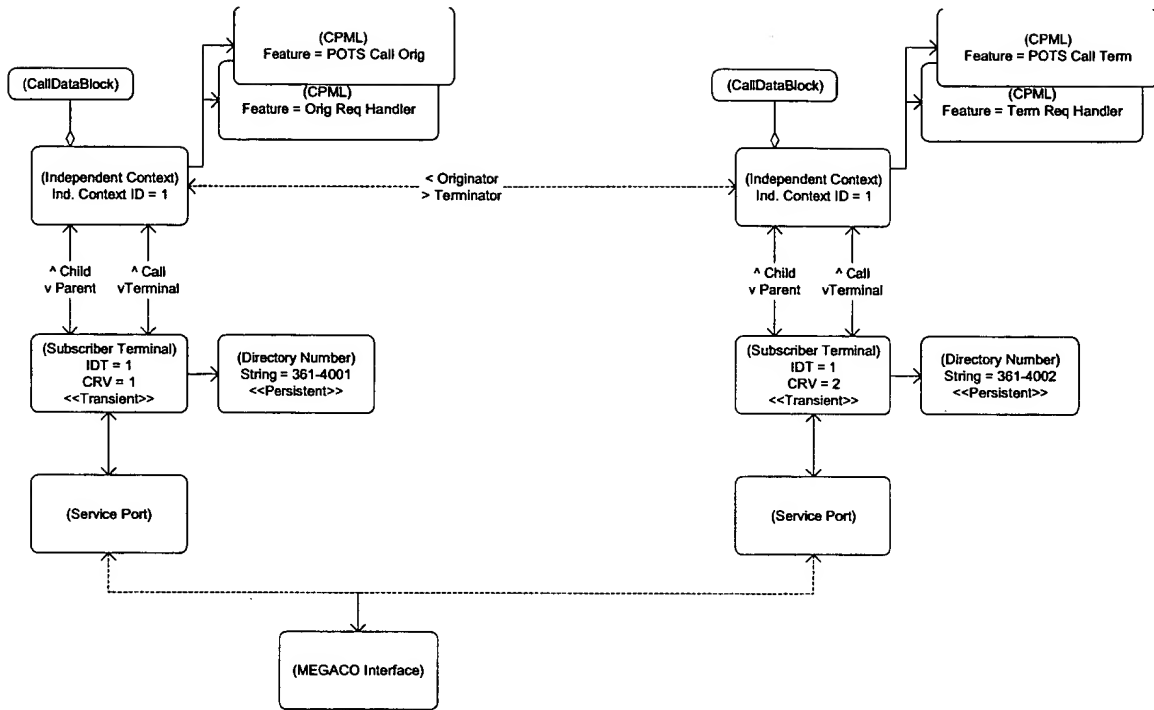 (CPML)
Feature = POTS Call Orig
(CPML)
Feature = Orig Req Handler
(CallDataBlock)
(Independent Context)
Ind. Context ID = 1
^ Child
v Parent
^ Call
vTerminal
(Subscriber Terminal)
IDT = 1
CRV = 1
<<Transient>>
(Directory Number)
String = 361-4001
<<Persistent>>
(Service Port)
< Originator
> Terminator
(CPML)
Feature = POTS Call Term
(CPML)
Feature = Term Req Handler
(CallDataBlock)
(Independent Context)
Ind. Context ID = 1
^ Child
v Parent
^ Call
vTerminal
(Subscriber Terminal)
IDT = 1
CRV = 2
<<Transient>>
(Directory Number)
String = 361-4002
<<Persistent>>
(Service Port)
(MEGACO Interface)